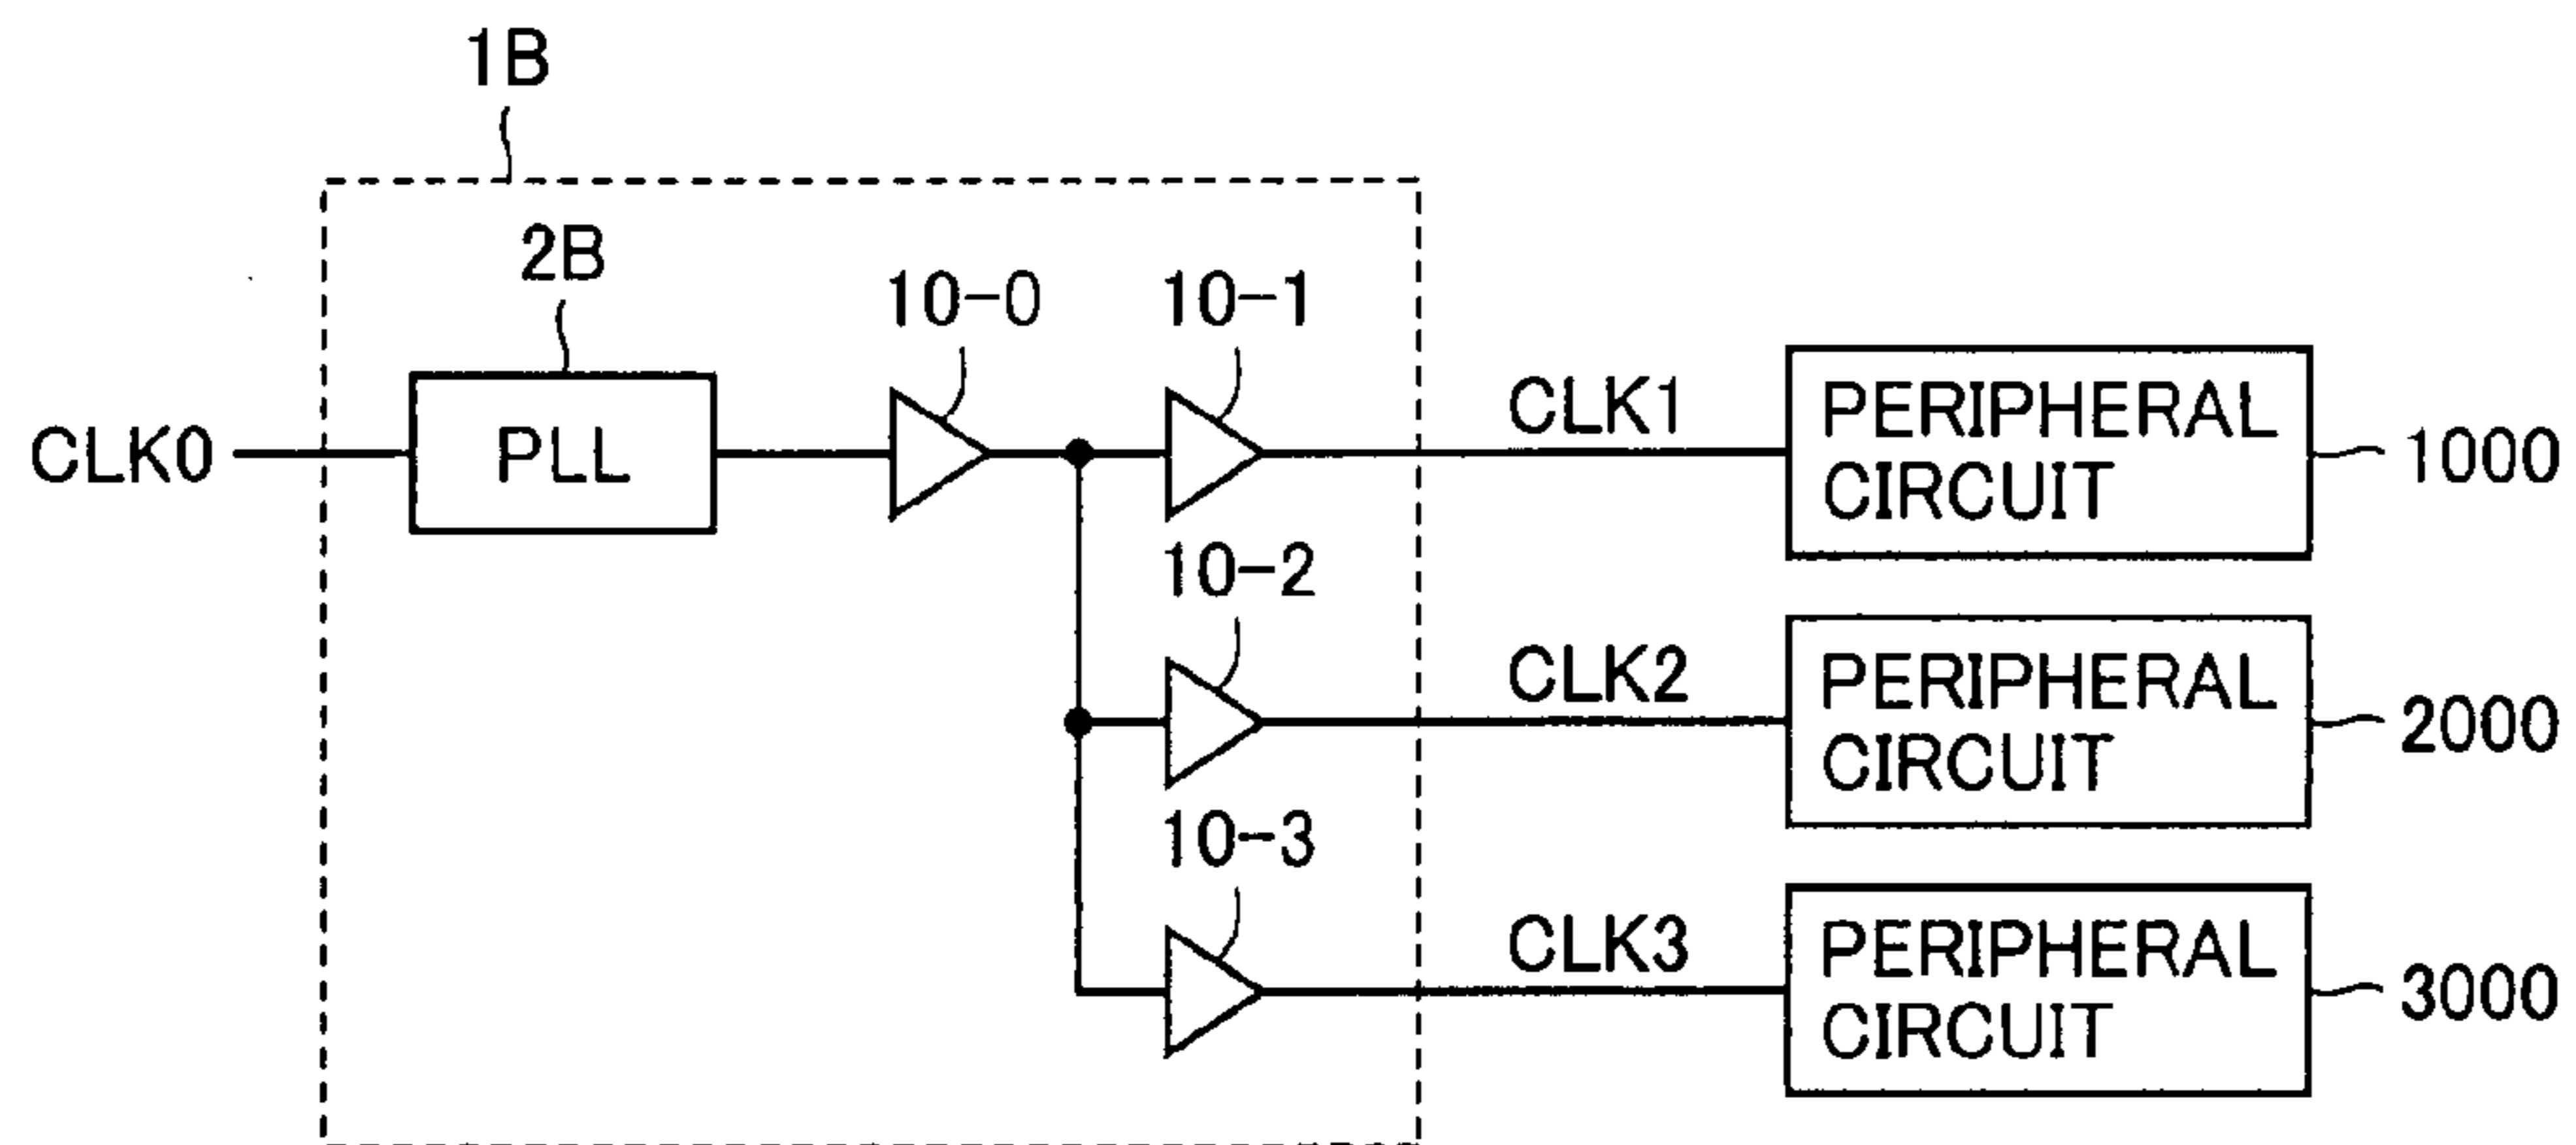 1B
2B
10-0
10-1
CLK0
PLL
CLK1
PERIPHERAL
CIRCUIT
1000
10-2
CLK2
PERIPHERAL
CIRCUIT
2000
10-3
CLK3
PERIPHERAL
CIRCUIT
3000